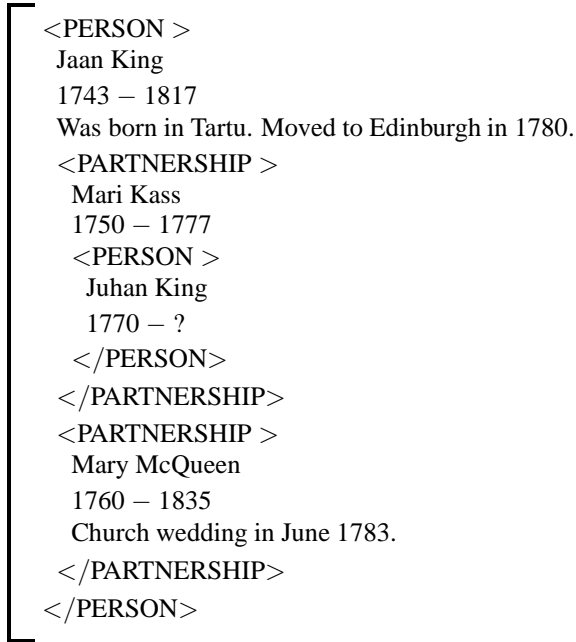 <PERSON >
Jaan King
1743 − 1817
Was born in Tartu. Moved to Edinburgh in 1780.
<PARTNERSHIP >
Mari Kass
1750 − 1777
<PERSON >
Juhan King
1770 − ?
</PERSON>
</PARTNERSHIP>
<PARTNERSHIP >
Mary McQueen
1760 − 1835
Church wedding in June 1783.
</PARTNERSHIP>
</PERSON>